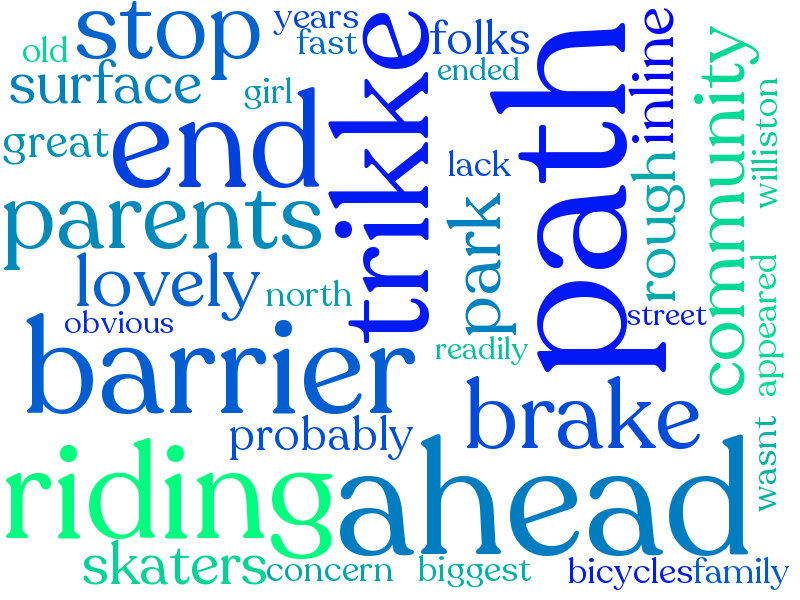 years
stop
fast
trikke
folks
inline
old
ended
surface
girl
path
community
williston
great
end
lack
rough
parents
park
lovely
north
obvious
street
appeared
barrier
readily
brake
probably
wasnt
riding
ahead
skaters
concern
biggest
bicycles
family